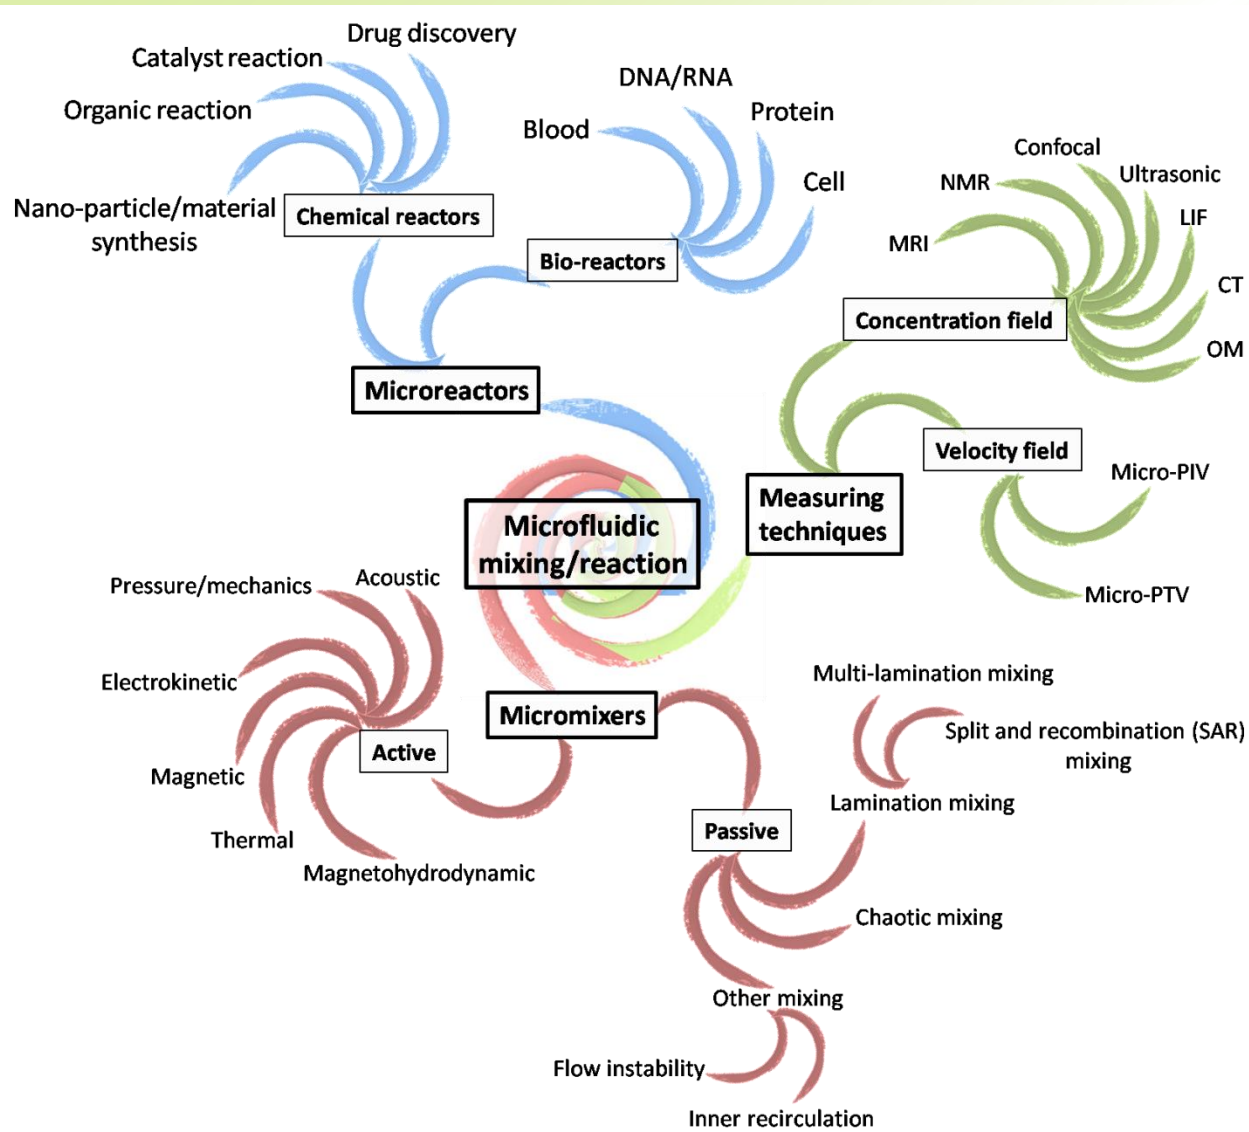 Drug discovery
Catalyst reaction
Organic reaction
Nano-particle/material
synthesis
Chemical reactors
DNA/RNA
Blood
Protein
Cell
Bio-reactors
Microreactors
Confocal
Ultrasonic
NMR
LIF
MRI
CT
OM
Concentration field
Velocity field
Micro-PIV
Micro-PTV
Measuring
techniques
Microfluidic
mixing/reaction
Acoustic
Pressure/mechanics
Electrokinetic
Magnetic
Thermal
Magnetohydrodynamic
Active
Micromixers
Passive
Multi-lamination mixing
Split and recombination (SAR)
mixing
Lamination mixing
Chaotic mixing
Other mixing
Flow instability
Inner recirculation